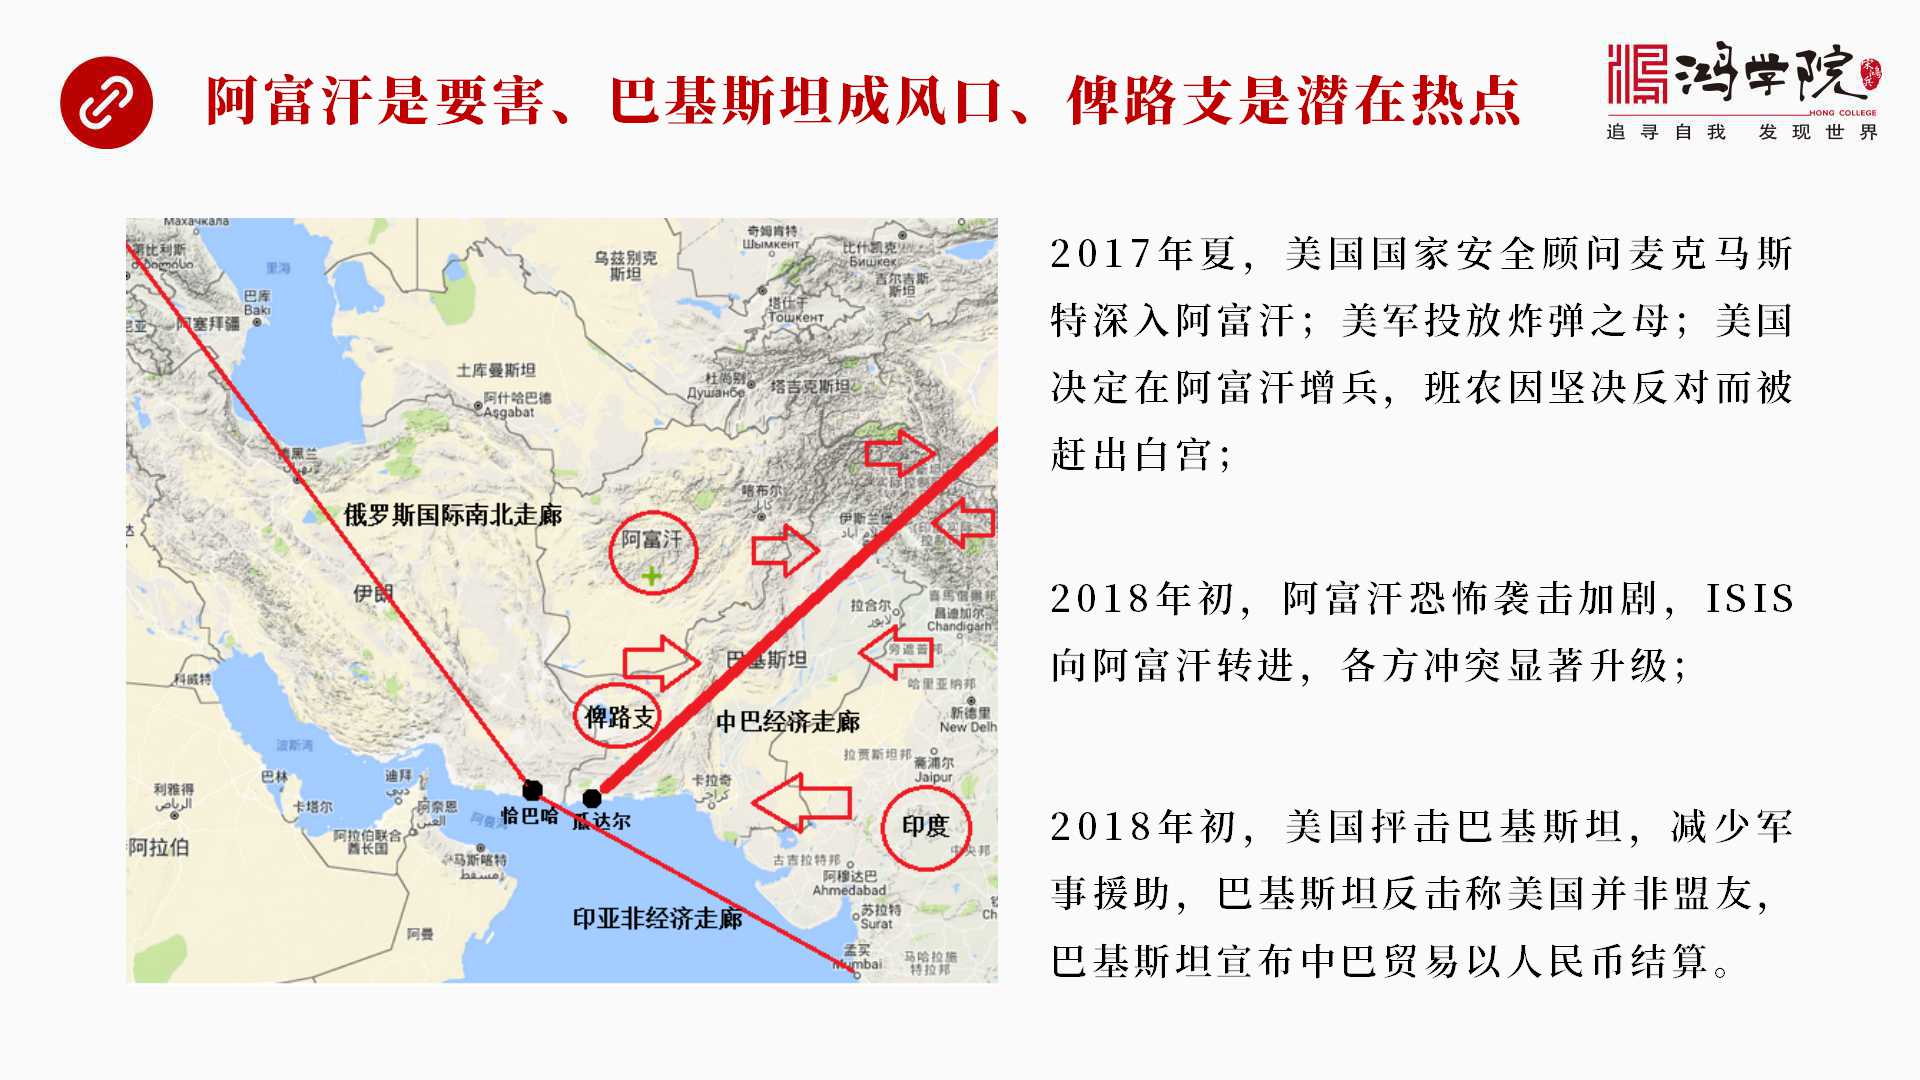 阿富汗是要害、巴基斯坦成风口、俾路支是潜在热点
鸿学院
HONG COLLEGE
追寻自我 发现世界
2017年夏，美国国家安全顾问麦克马斯
特深入阿富汗；美军投放炸弹之母；美国
决定在阿富汗增兵，班农因坚决反对而被
赶出白宫；
2018年初，阿富汗恐怖袭击加剧，ISIS
向阿富汗转进，各方冲突显著升级；
2018年初，美国抨击巴基斯坦，减少军
事援助，巴基斯坦反击称美国并非盟友，
巴基斯坦宣布中巴贸易以人民币结算。
Махачкала
第比利斯
里海
巴库
Bakı
阿塞拜疆
乌兹别克
斯坦
奇姆肯特
Шымкент
比什凯克
Бишкек
吉尔吉斯
斯坦
塔什干
Тошкент
土库曼斯坦
杜尚别
Душанбе
塔吉克斯坦
阿什哈巴德
Aşgabat
德黑兰
俄罗斯国际南北走廊
喀布尔
كابل
伊斯兰堡
阿富汗
伊朗
拉合尔
لاہور
昌迪加尔
Chandigarh
旁遮普邦
巴基斯坦
哈里亚纳邦
科威特
俾路支
中巴经济走廊
新德里
New Delh
波斯湾
拉贾斯坦邦
斋浦尔
Jaipur
巴林
迪拜
利雅得
الرياض
卡塔尔
阿莱恩
العين
卡拉奇
كراچى
恰巴哈
瓜达尔
印度
阿曼湾
阿拉伯联合
酋长国
阿拉伯
马斯喀特
مسقط
中央邦
古吉拉特邦
阿穆达巴
Ahmedabad
苏拉特
Surat
印亚非经济走廊
阿曼
孟买
Mumbai
马哈拉施
特拉邦